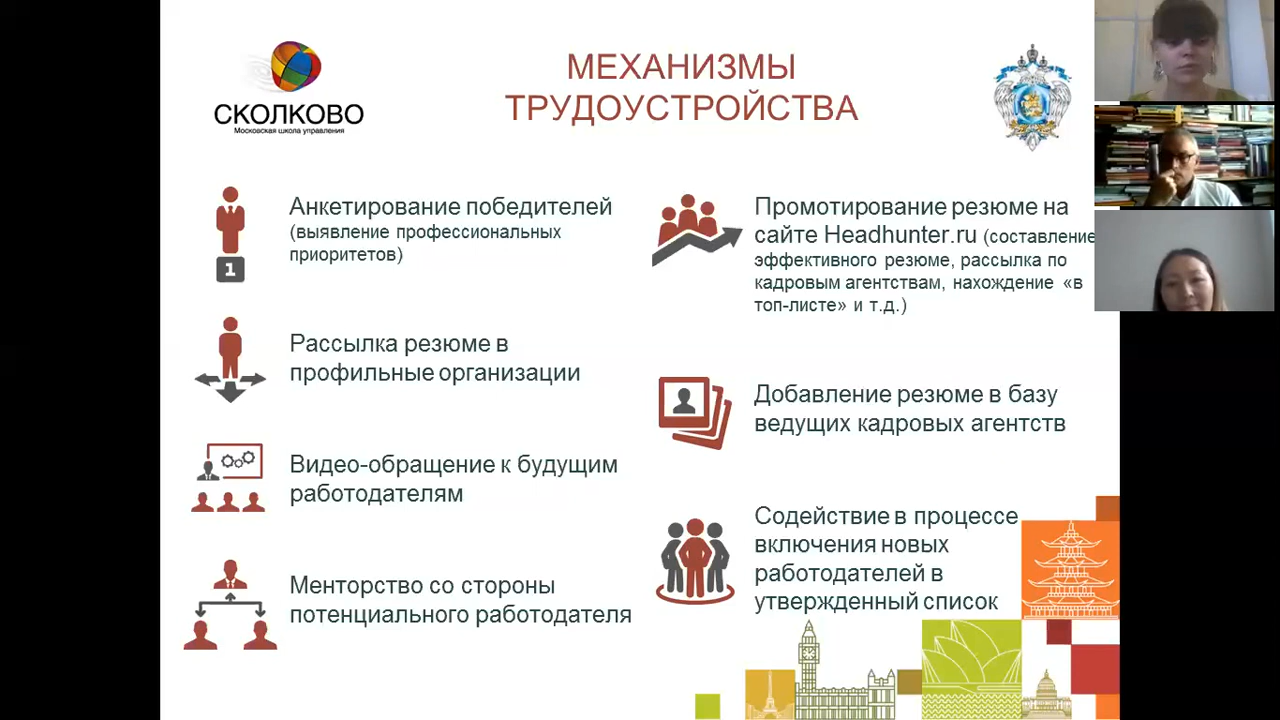 СКОЛКОВО
Московская школа управления
МЕХАНИЗМЫ
ТРУДОУСТРОЙСТВА
Анкетирование победителей
(выявление профессиональных
приоритетов)
1
Рассылка резюме в
профильные организации
Видео-обращение к будущим
работодателям
Менторство со стороны
потенциального работодателя
Промотирование резюме на
сайте Headhunter.ru (составление
эффективного резюме, рассылка по
кадровым агентствам, нахождение «в
топ-листе» и т.д.)
Добавление резюме в базу
ведущих кадровых агентств
Содействие в процессе
включения новых
работодателей в
утвержденный список